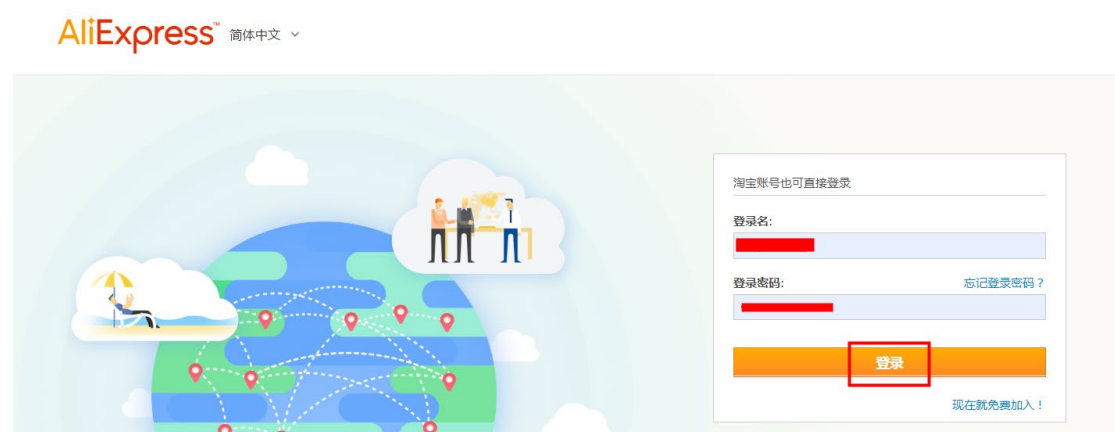 AliExpress™ 简体中文
淘宝账号也可直接登录
登录名:
登录密码: 忘记登录密码？
登录
现在就免费加入！